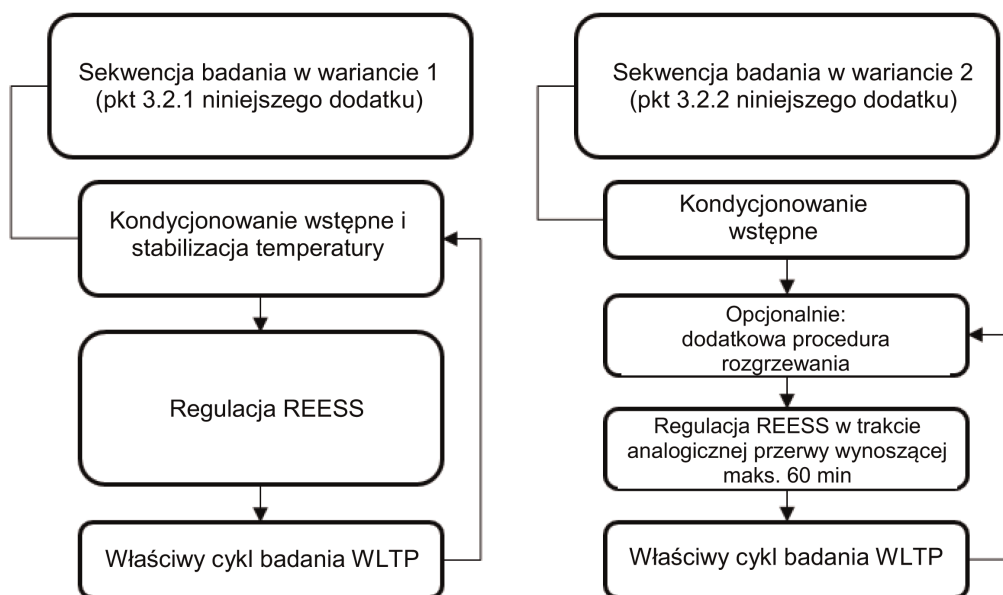 Sekwencja badania w wariancie 1
(pkt 3.2.1 niniejszego dodatku)
Kondycjonowanie wstępne i
stabilizacja temperatury
Regulacja REESS
Właściwy cykl badania WLTP
Sekwencja badania w wariancie 2
(pkt 3.2.2 niniejszego dodatku)
Kondycjonowanie
wstępne
Opcjonalnie:
dodatkowa procedura
rozgrzewania
Regulacja REESS w trakcie
analogicznej przerwy wynoszącej
maks. 60 min
Właściwy cykl badania WLTP